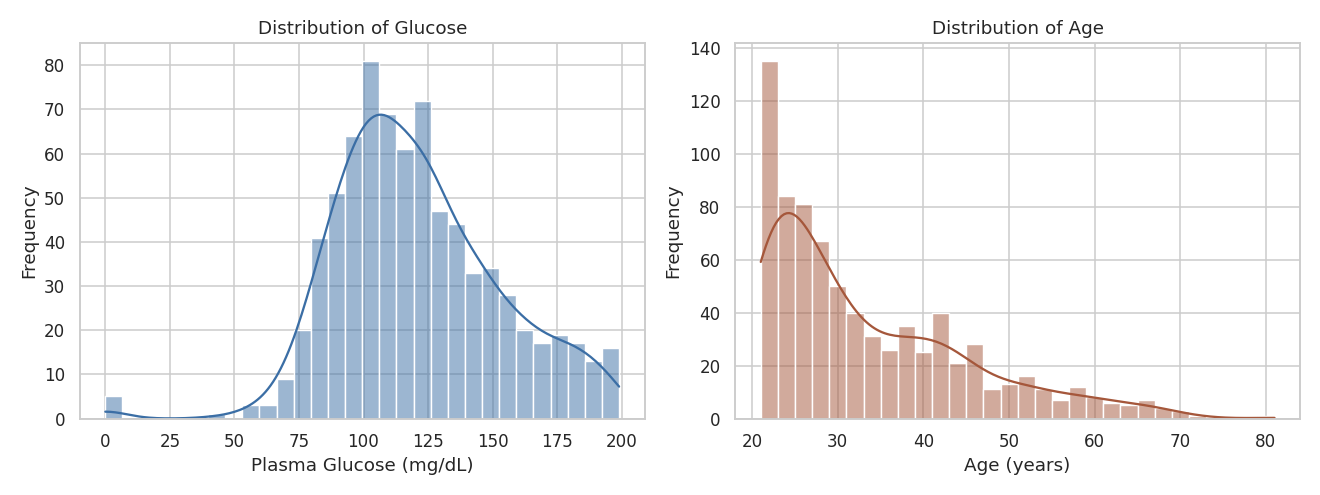 Distribution of Glucose
80
70
60
50
40
30
20
10
0
Frequency
0 25 50 75 100 125 150 175 200
Plasma Glucose (mg/dL)
Distribution of Age
140
120
100
80
60
40
20
0
Frequency
20 30 40 50 60 70 80
Age (years)